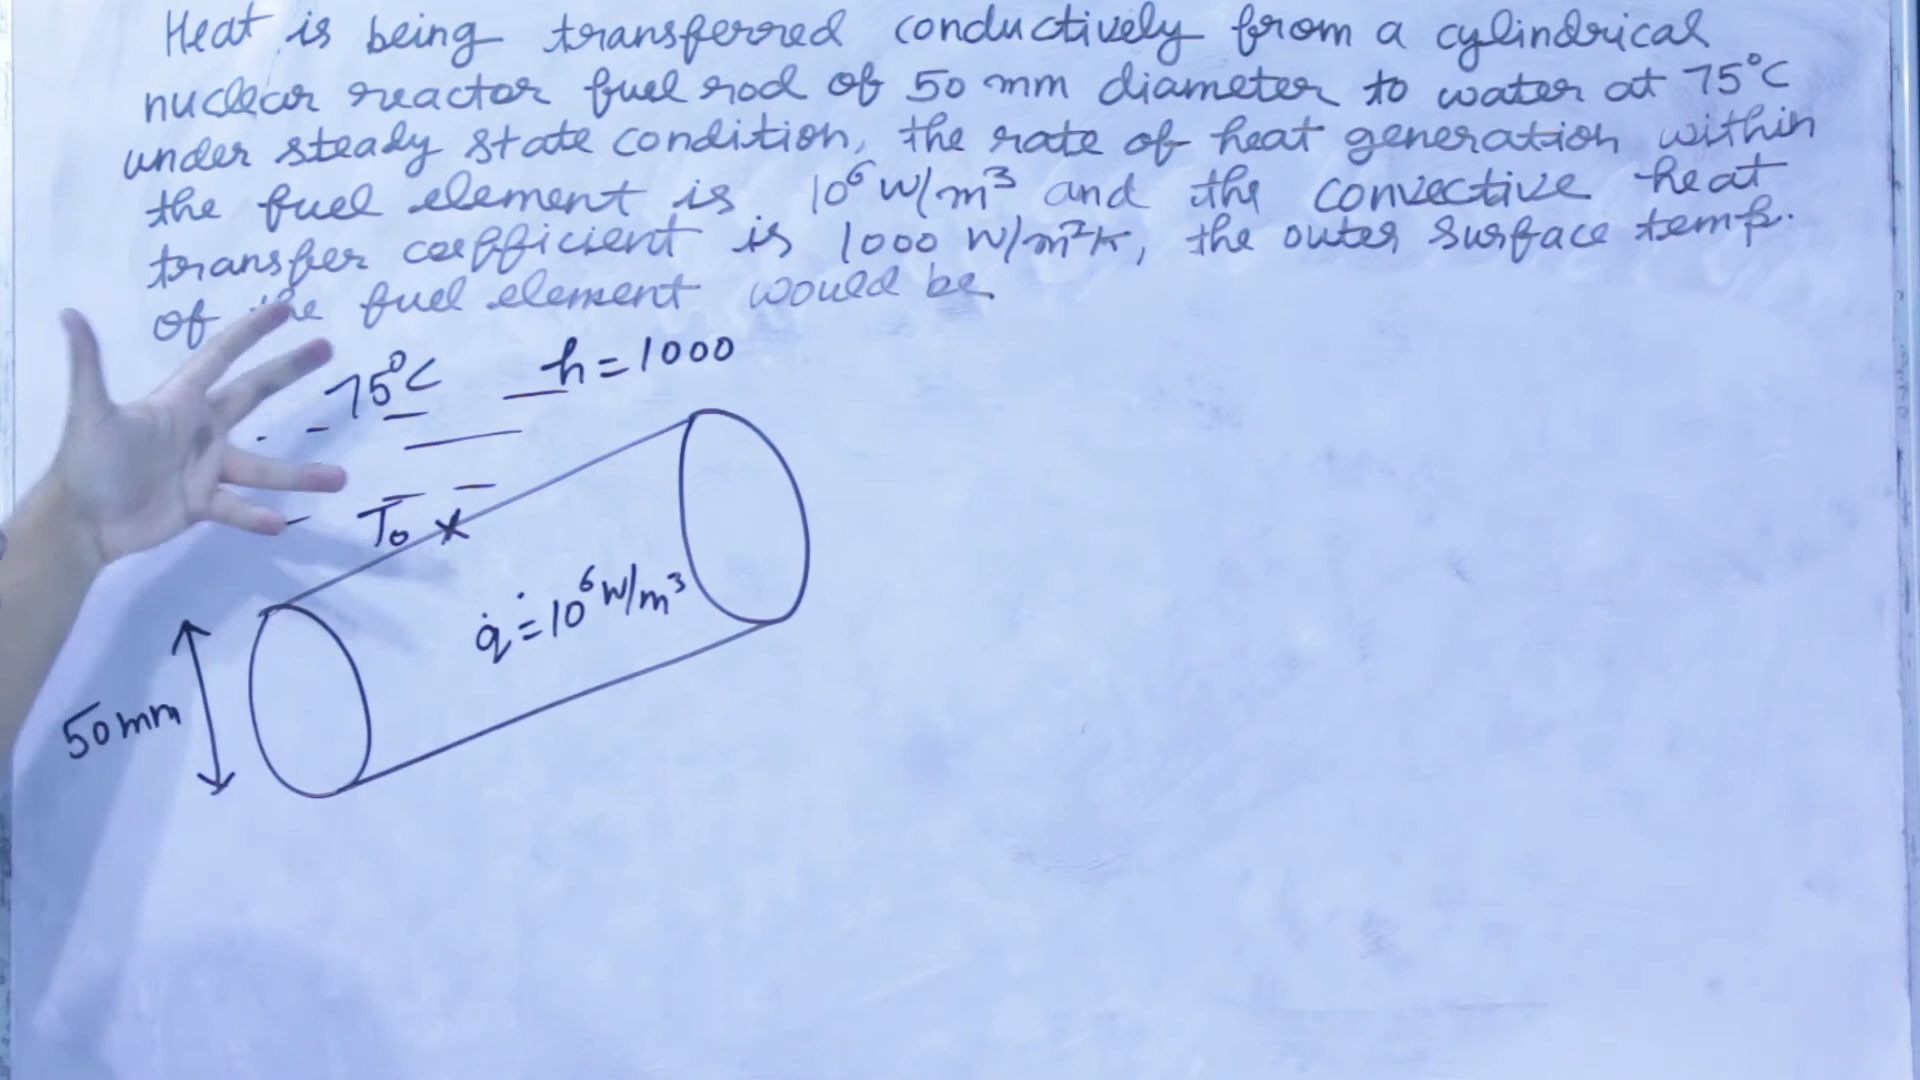 Heat is being transferred conductively from a cylindrical
nuclear reactor fuel rod of 50 mm diameter to water at 75°C
under steady state condition, the rate of heat generation within
the fuel element is 10⁶ W/m³ and the convective heat
transfer coefficient is 1000 W/m²K, the outer surface temp.
of the fuel element would be
75°C h = 1000
T₀
q̇ = 10⁶ W/m³
50mm